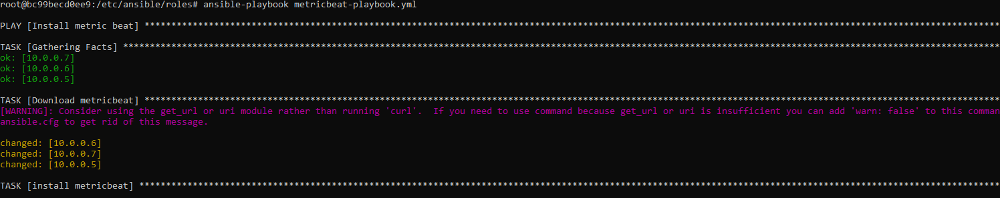 root@bc99becd0ee9:/etc/ansible/roles# ansible-playbook metricbeat-playbook.yml
PLAY [Install metric beat] ****************************************************************************************************************************************************************
TASK [Gathering Facts] ********************************************************************************************************************************************************************
ok: [10.0.0.7]
ok: [10.0.0.6]
ok: [10.0.0.5]
TASK [Download metricbeat] ****************************************************************************************************************************************************************
[WARNING]: Consider using the get_url or uri module rather than running 'curl'.  If you need to use command because get_url or uri is insufficient you can add 'warn: false' to this comman
ansible.cfg to get rid of this message.
changed: [10.0.0.6]
changed: [10.0.0.7]
changed: [10.0.0.5]
TASK [install metricbeat] *****************************************************************************************************************************************************************